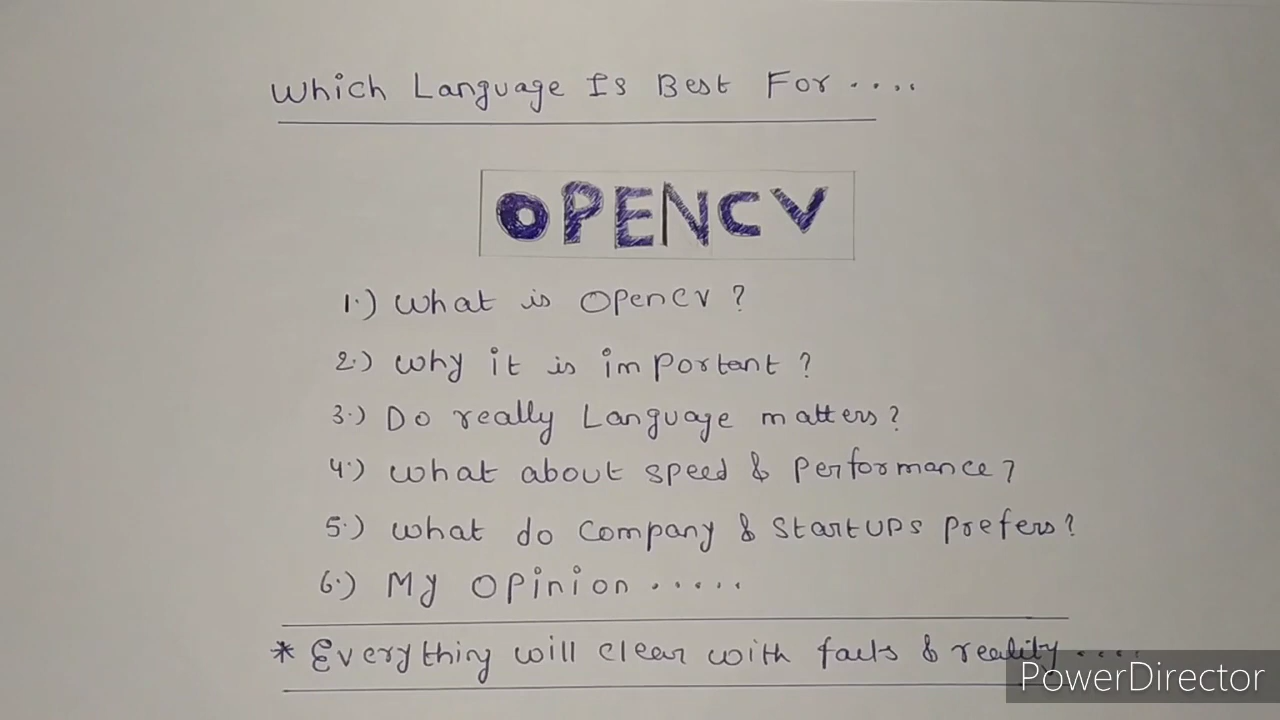 Which Language Is Best For ....
OPENCV
1.) What is Opencv ?
2.) Why it is important ?
3.) Do really Language matters ?
4.) What about speed & Performance ?
5.) What do Company & StartUPs Prefers ?
6.) My Opinion .....
* Everything will clear with facts & reality ....
PowerDirector